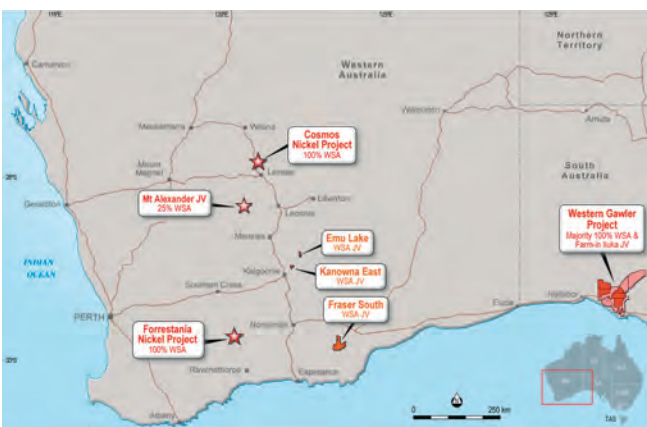 Northern
Territory
Western
Australia
Carnarvon
Meekatharra
Wiluna
Warburton
Amata
Cosmos
Nickel Project
100% WSA
Mount
Magnet
Leinster
South
Australia
Mt Alexander JV
25% WSA
Geraldton
Leonora
Laverton
Western Gawler
Project
Majority 100% WSA &
Farm-in Iluka JV
Menzies
Emu Lake
WSA JV
INDIAN
OCEAN
Kalgoorlie
Kanowna East
WSA JV
Southern Cross
Fraser South
WSA JV
Eucla
PERTH
Norseman
Forrestania
Nickel Project
100% WSA
Ravensthorpe
Esperance
Albany
0
250 km
TAS